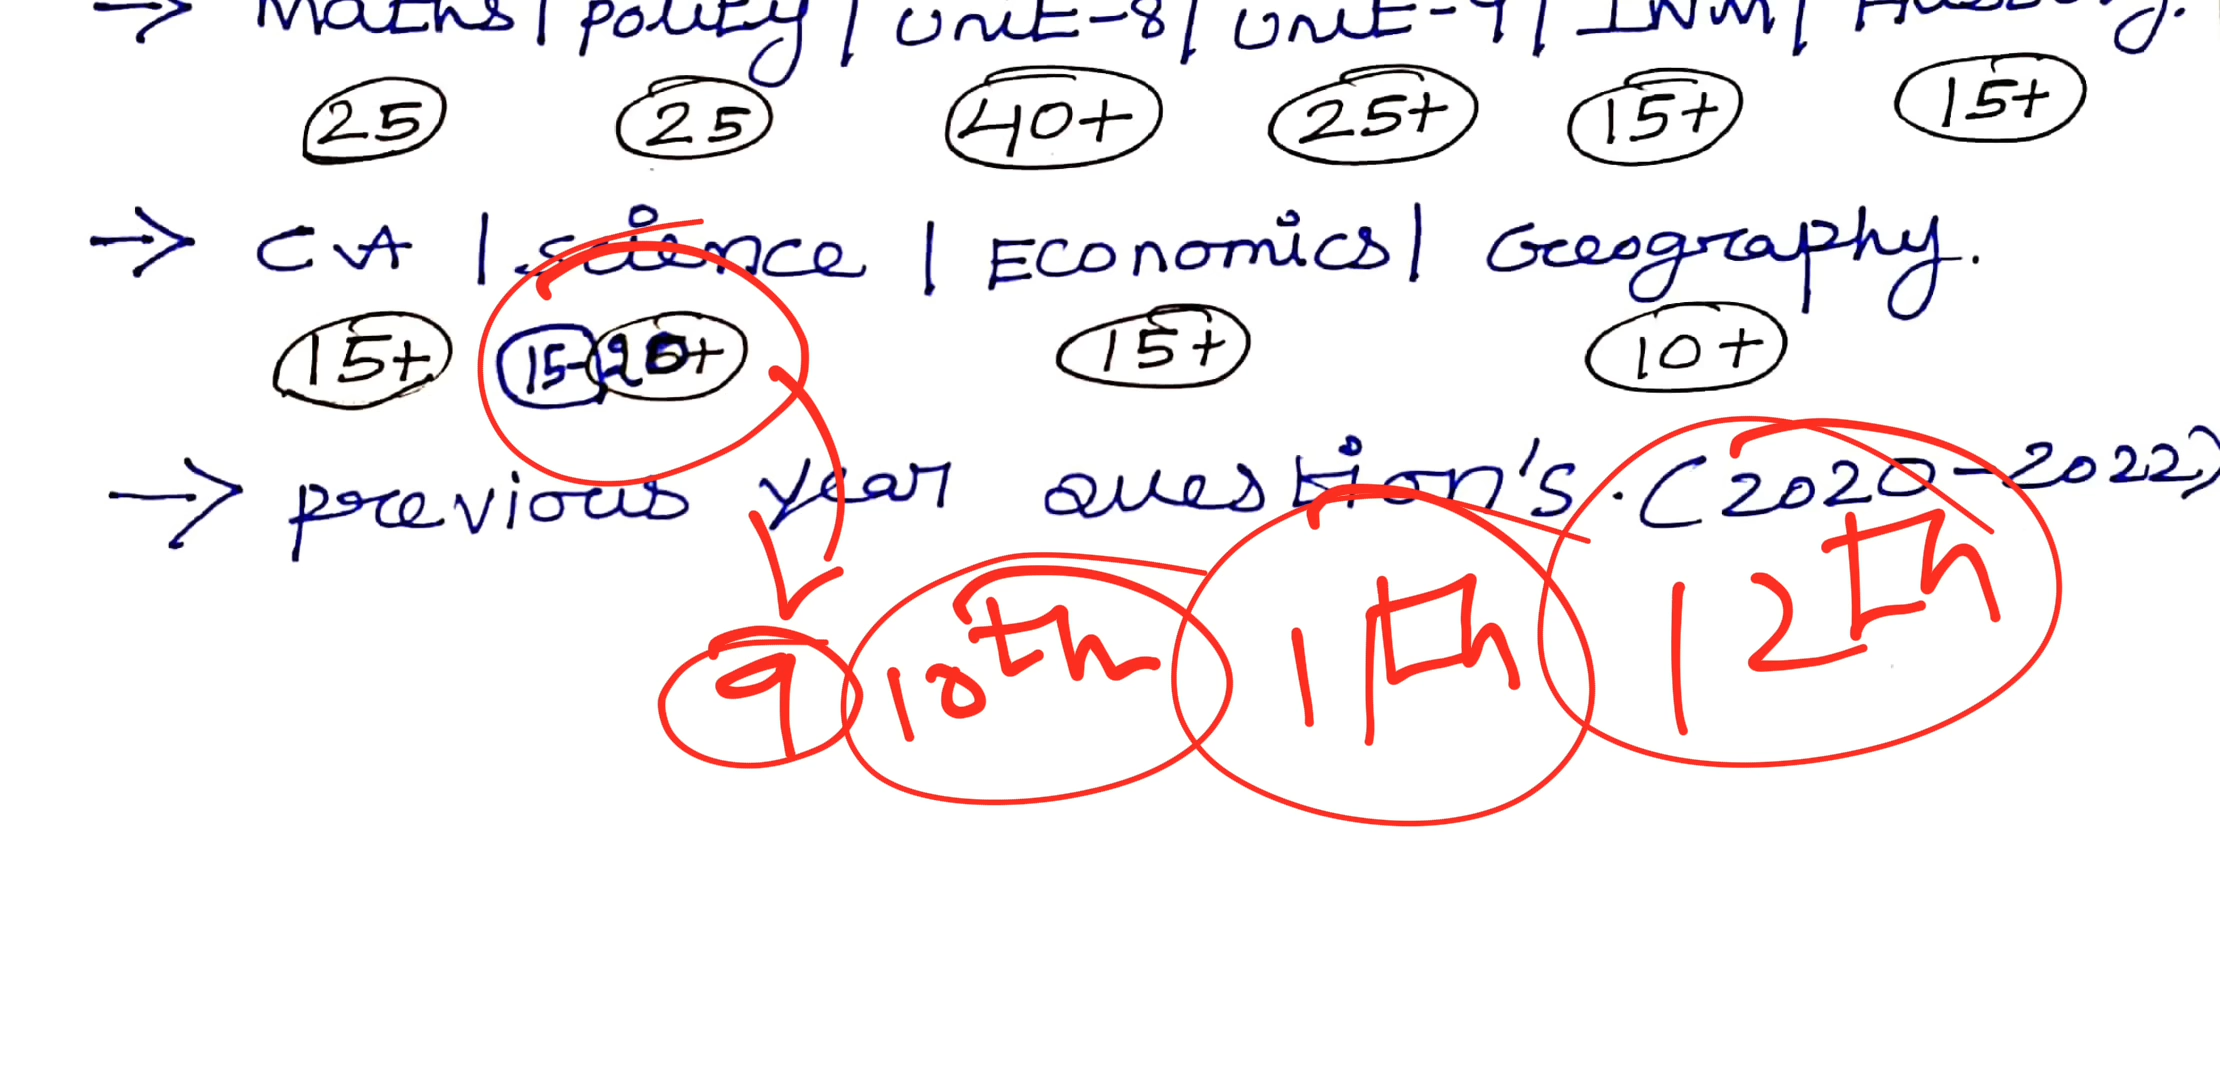 → Maths | Polity | Unit-8 | Unit-9 | INM | History.
25 25 40+ 25+ 15+ 15+
→ CA | science | Economics | Geography.
15+ 15-20+ 15+ 10+
→ previous year question's. (2020-2022)
9 10th 11th 12th